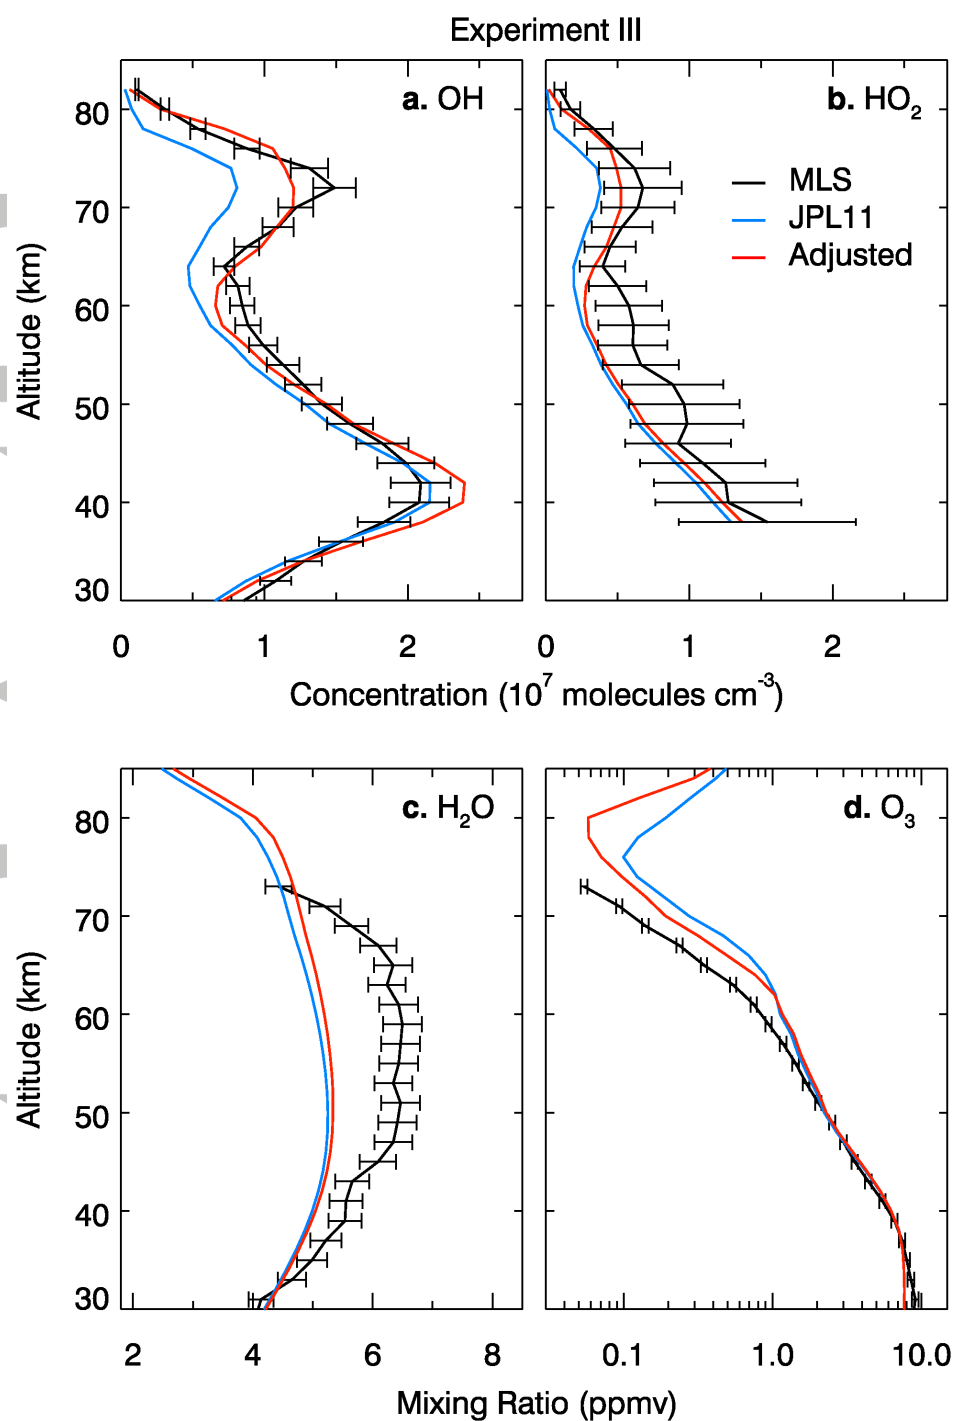 Experiment III
a. OH
b. HO2
MLS
JPL11
Adjusted
Altitude (km)
80
70
60
50
40
30
0 1 2
0 1 2
Concentration (10^7 molecules cm^-3)
c. H2O
d. O3
Altitude (km)
80
70
60
50
40
30
2 4 6 8
0.1 1.0 10.0
Mixing Ratio (ppmv)